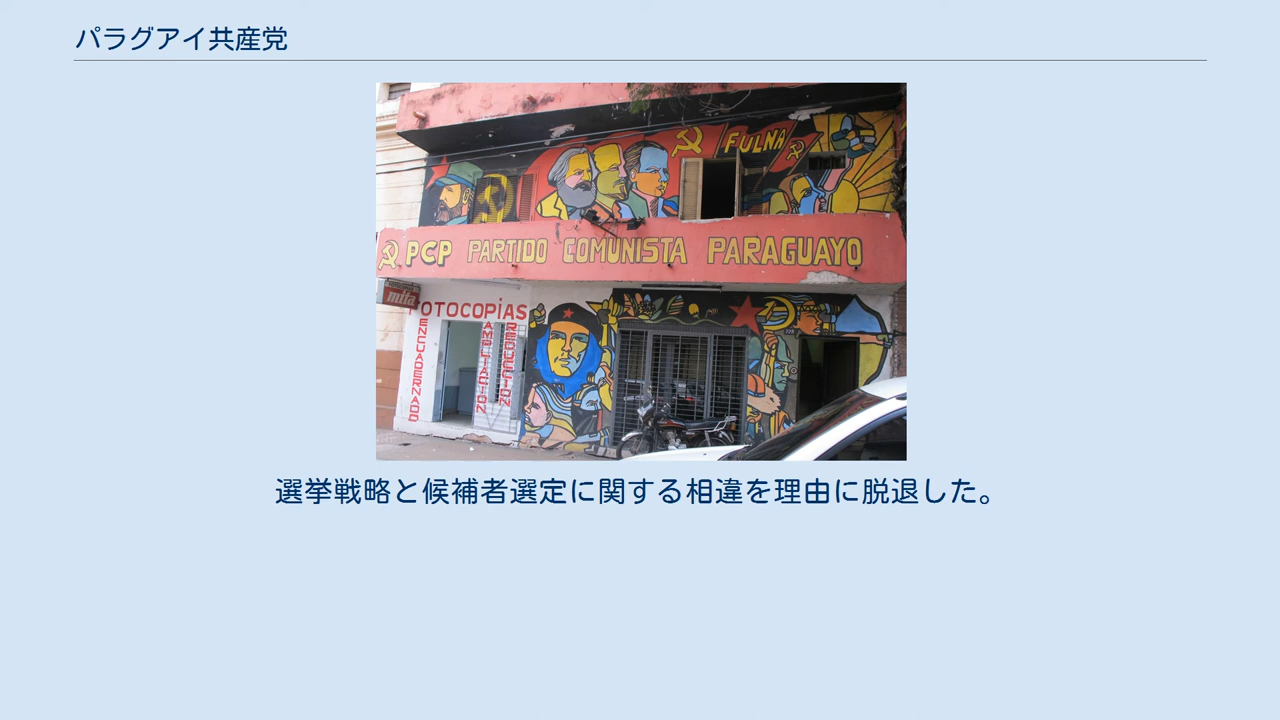 パラグアイ共産党
FULNA
PCP PARTIDO COMUNISTA PARAGUAYO
mita
OTOCOPIAS
ENCUADERNADO
AMPLIACION
REDUCCION
選挙戦略と候補者選定に関する相違を理由に脱退した。